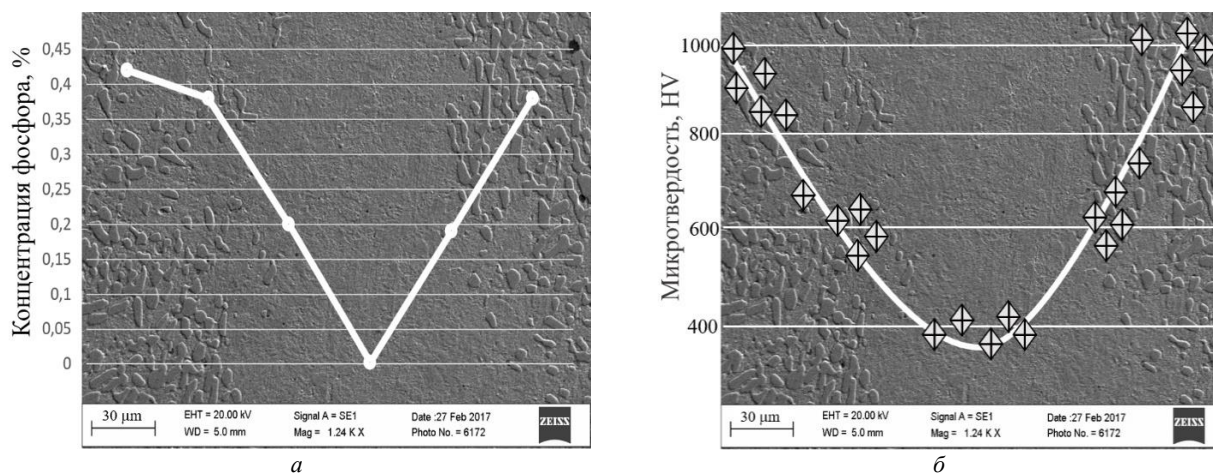 Концентрация фосфора, %
0,45
0,4
0,35
0,3
0,25
0,2
0,15
0,1
0,05
0
30 μm
EHT = 20.00 kV
WD = 5.0 mm
Signal A = SE1
Mag = 1.24 K X
Date :27 Feb 2017
Photo No. = 6172
ZEISS
а
Микротвердость, HV
1000
800
600
400
30 μm
EHT = 20.00 kV
WD = 5.0 mm
Signal A = SE1
Mag = 1.24 K X
Date :27 Feb 2017
Photo No. = 6172
ZEISS
б